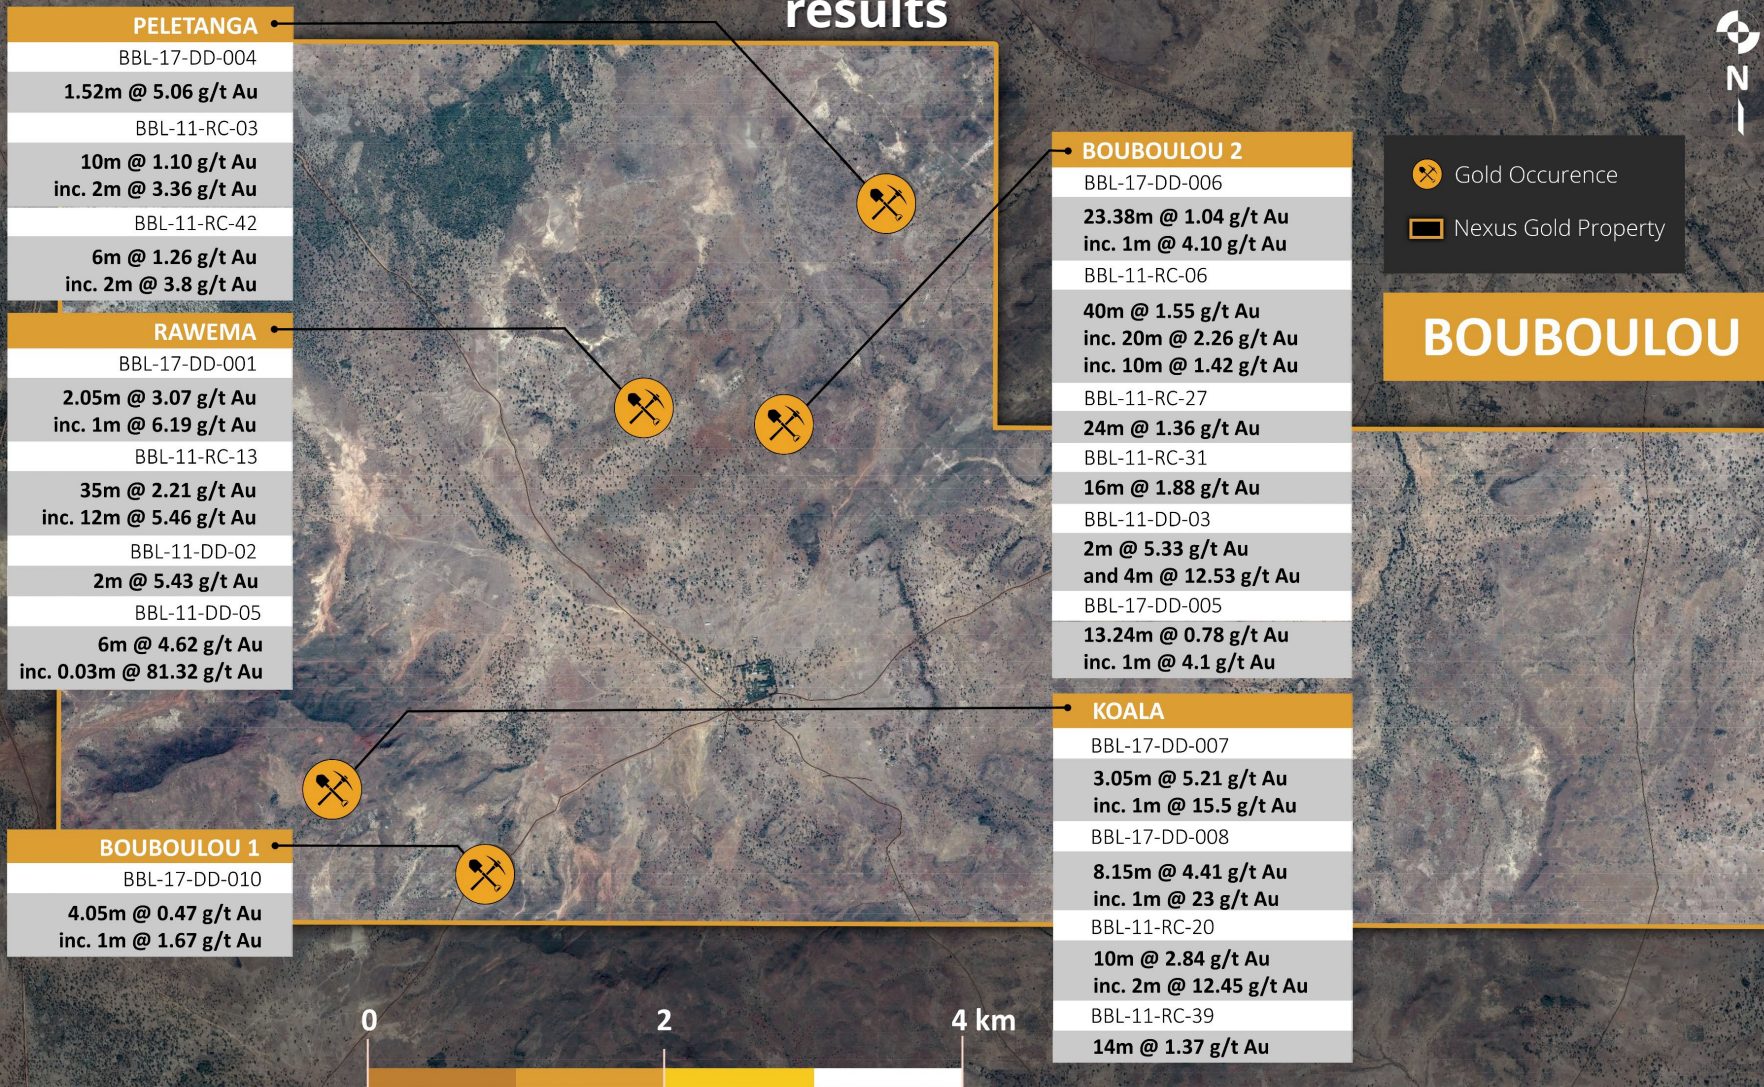 results
PELETANGA
BBL-17-DD-004
1.52m @ 5.06 g/t Au
BBL-11-RC-03
10m @ 1.10 g/t Au
inc. 2m @ 3.36 g/t Au
BBL-11-RC-42
6m @ 1.26 g/t Au
inc. 2m @ 3.8 g/t Au
RAWEMA
BBL-17-DD-001
2.05m @ 3.07 g/t Au
inc. 1m @ 6.19 g/t Au
BBL-11-RC-13
35m @ 2.21 g/t Au
inc. 12m @ 5.46 g/t Au
BBL-11-DD-02
2m @ 5.43 g/t Au
BBL-11-DD-05
6m @ 4.62 g/t Au
inc. 0.03m @ 81.32 g/t Au
BOUBOULOU 1
BBL-17-DD-010
4.05m @ 0.47 g/t Au
inc. 1m @ 1.67 g/t Au
BOUBOULOU 2
BBL-17-DD-006
23.38m @ 1.04 g/t Au
inc. 1m @ 4.10 g/t Au
BBL-11-RC-06
40m @ 1.55 g/t Au
inc. 20m @ 2.26 g/t Au
inc. 10m @ 1.42 g/t Au
BBL-11-RC-27
24m @ 1.36 g/t Au
BBL-11-RC-31
16m @ 1.88 g/t Au
BBL-11-DD-03
2m @ 5.33 g/t Au
and 4m @ 12.53 g/t Au
BBL-17-DD-005
13.24m @ 0.78 g/t Au
inc. 1m @ 4.1 g/t Au
KOALA
BBL-17-DD-007
3.05m @ 5.21 g/t Au
inc. 1m @ 15.5 g/t Au
BBL-17-DD-008
8.15m @ 4.41 g/t Au
inc. 1m @ 23 g/t Au
BBL-11-RC-20
10m @ 2.84 g/t Au
inc. 2m @ 12.45 g/t Au
BBL-11-RC-39
14m @ 1.37 g/t Au
N
Gold Occurence
Nexus Gold Property
BOUBOULOU
0 2 4 km